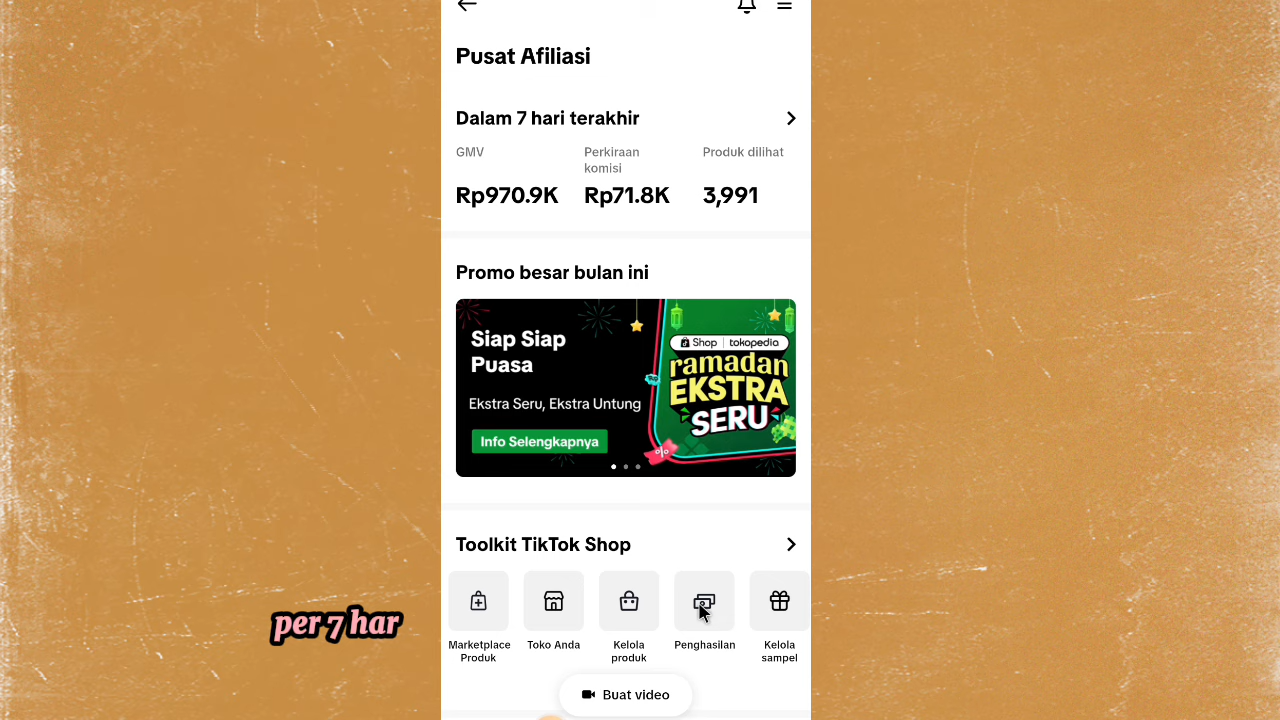 Pusat Afiliasi
Dalam 7 hari terakhir
GMV
Perkiraan
komisi
Produk dilihat
Rp970.9K
Rp71.8K
3,991
Promo besar bulan ini
Siap Siap
Puasa
Ekstra Seru, Ekstra Untung
Info Selengkapnya
Shop | tokopedia
ramadan
EKSTRA
SERU
Toolkit TikTok Shop
Marketplace
Produk
Toko Anda
Kelola
produk
Penghasilan
Kelola
sampel
per 7 har
Buat video